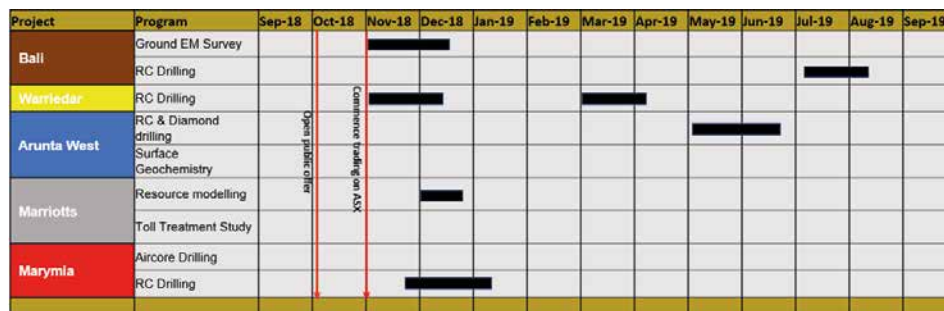 Project Program Sep-18 Oct-18 Nov-18 Dec-18 Jan-19 Feb-19 Mar-19 Apr-19 May-19 Jun-19 Jul-19 Aug-19 Sep-19
Bali
Ground EM Survey
RC Drilling
Warriedar
RC Drilling
Arunta West
RC & Diamond
drilling
Surface
Geochemistry
Marriotts
Resource modelling
Toll Treatment Study
Marymia
Aircore Drilling
RC Drilling
Open public offer
Commence trading on ASX